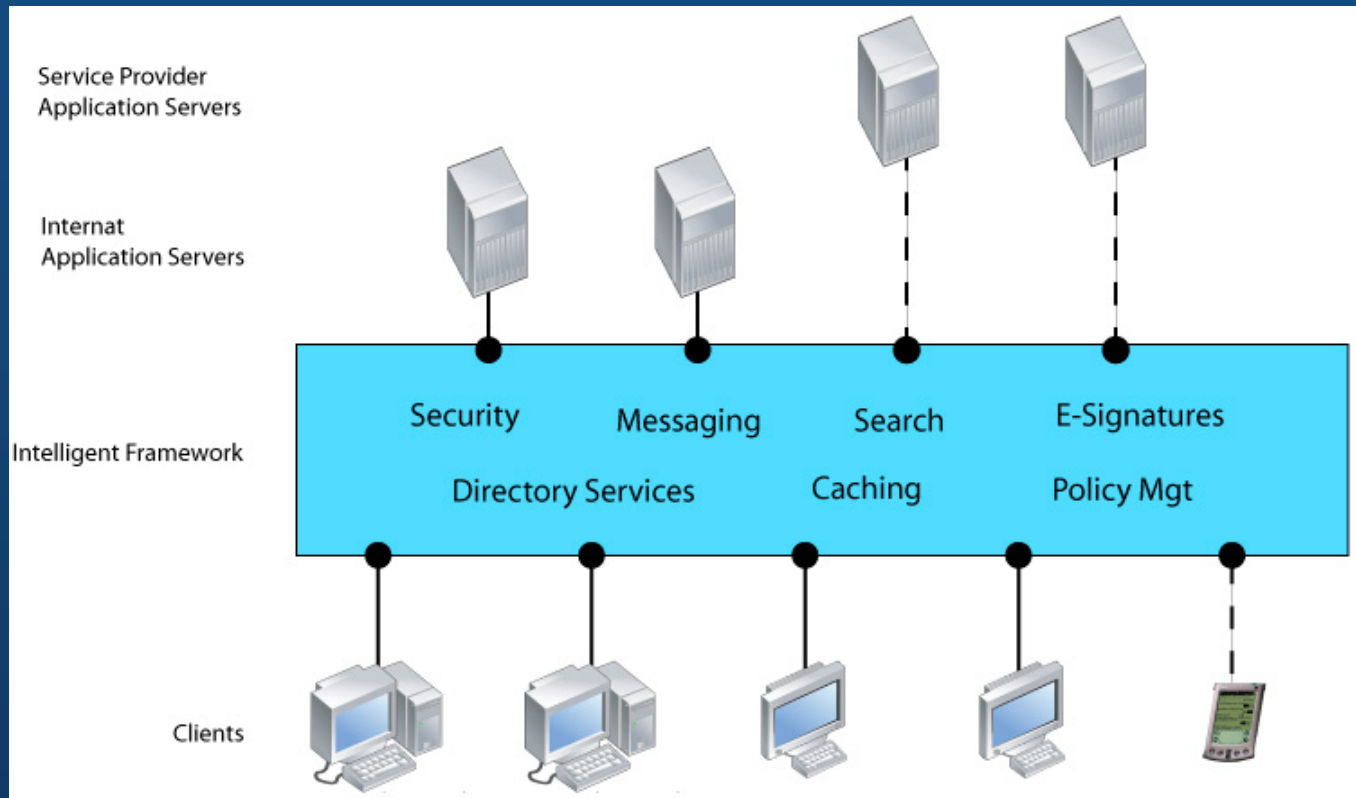 Service Provider
Application Servers
Internat
Application Servers
Intelligent Framework
Security
Messaging
Search
E-Signatures
Directory Services
Caching
Policy Mgt
Clients